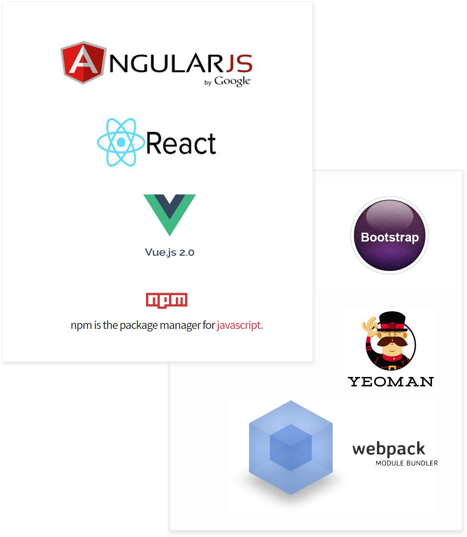 ANGULARJS
by Google
React
Vue.js 2.0
npm
npm is the package manager for javascript.
Bootstrap
YEOMAN
webpack
MODULE BUNDLER